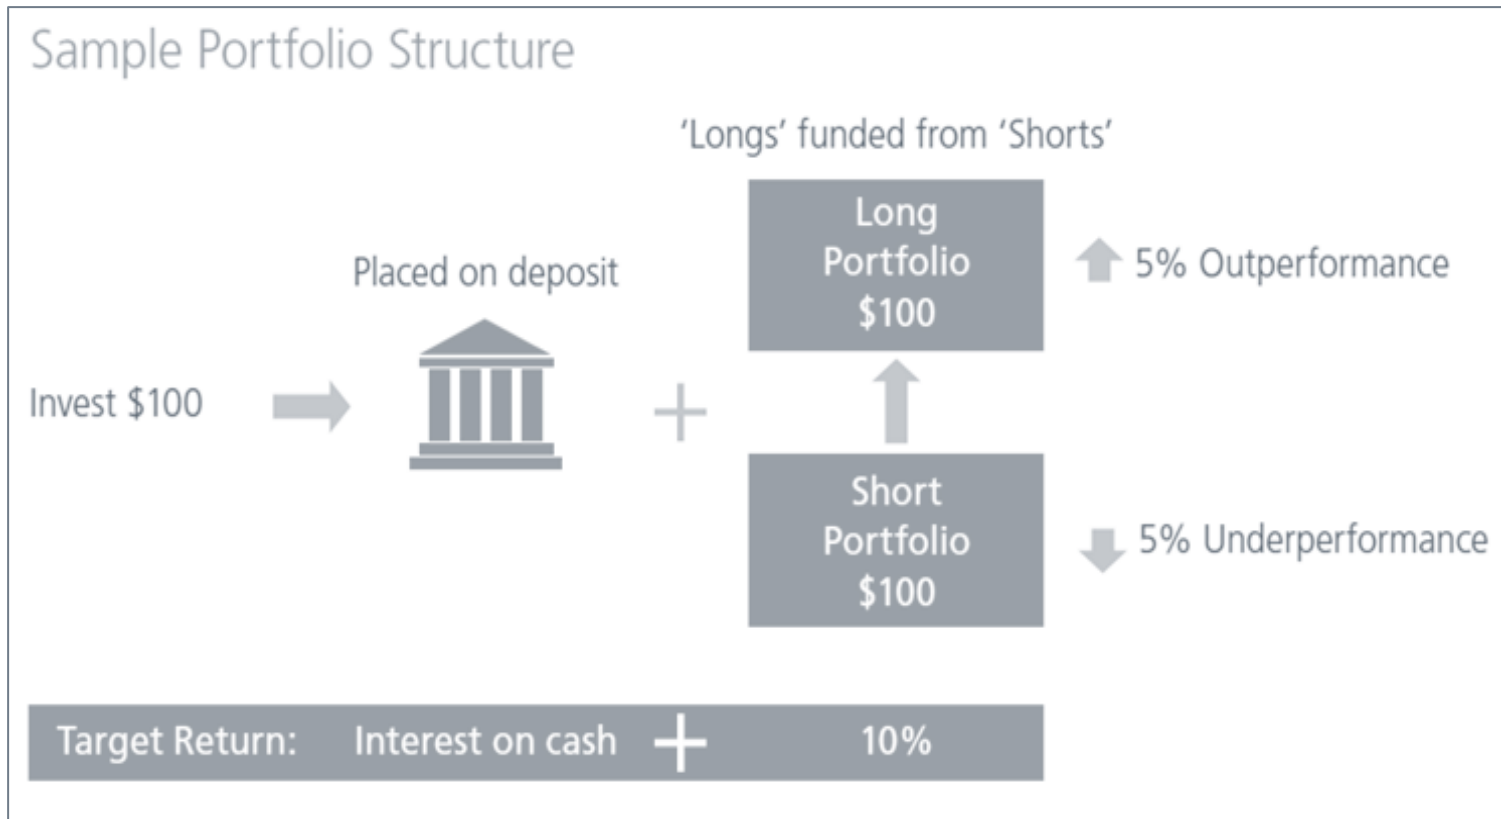 Sample Portfolio Structure
‘Longs’ funded from ‘Shorts’
Long
Portfolio
$100
5% Outperformance
Placed on deposit
Invest $100
Short
Portfolio
$100
5% Underperformance
Target Return: Interest on cash + 10%